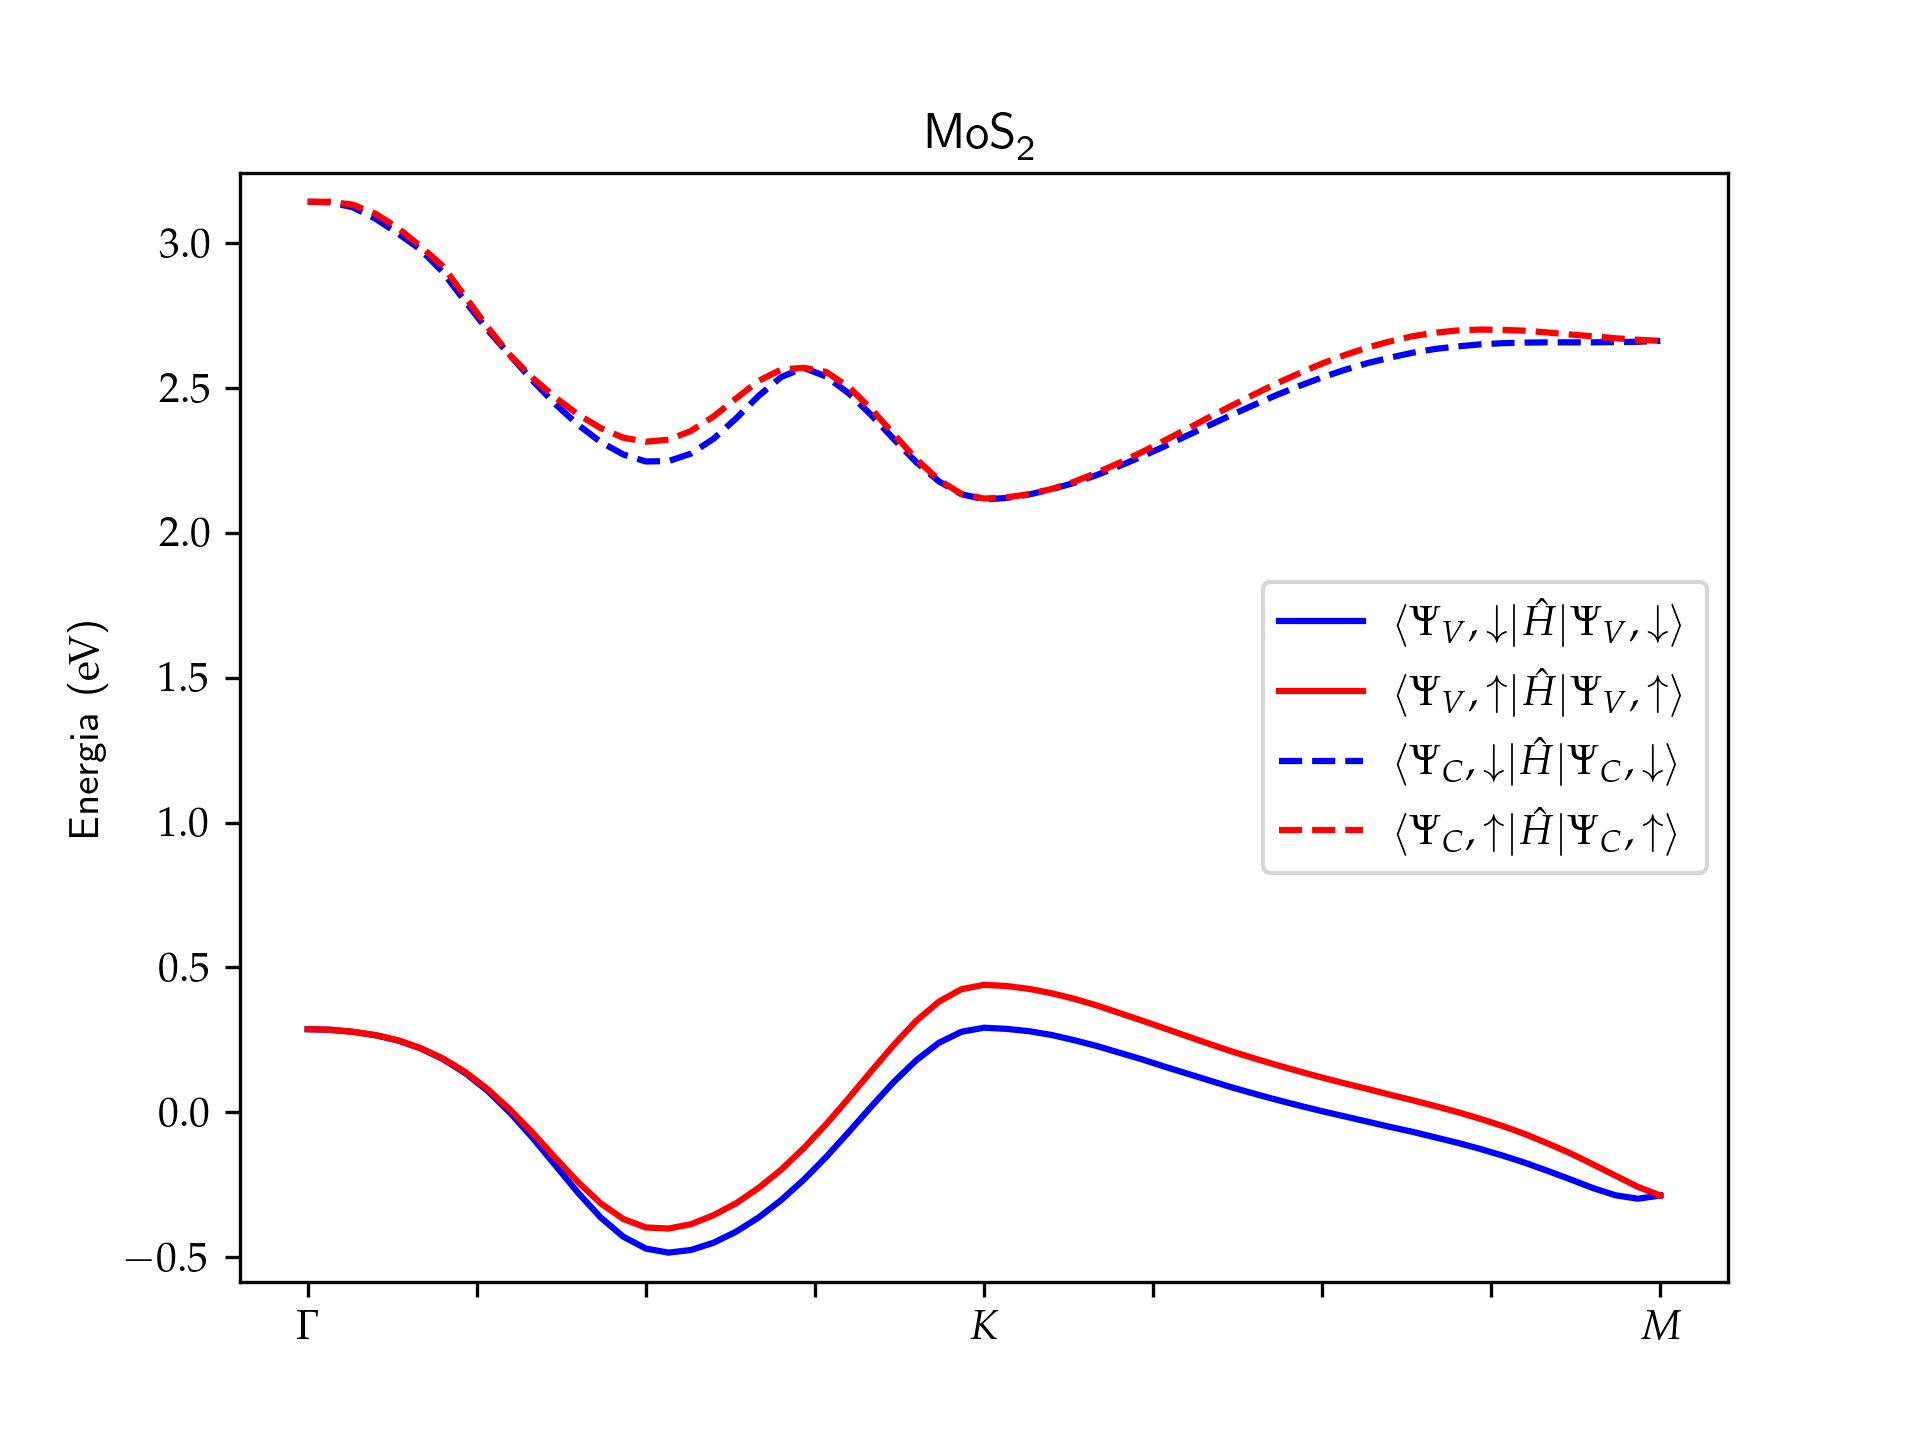 MoS₂
Energia (eV)
3.0
2.5
2.0
1.5
1.0
0.5
0.0
−0.5
Γ K M
⟨Ψ_V, ↓|Ĥ|Ψ_V, ↓⟩
⟨Ψ_V, ↑|Ĥ|Ψ_V, ↑⟩
⟨Ψ_C, ↓|Ĥ|Ψ_C, ↓⟩
⟨Ψ_C, ↑|Ĥ|Ψ_C, ↑⟩